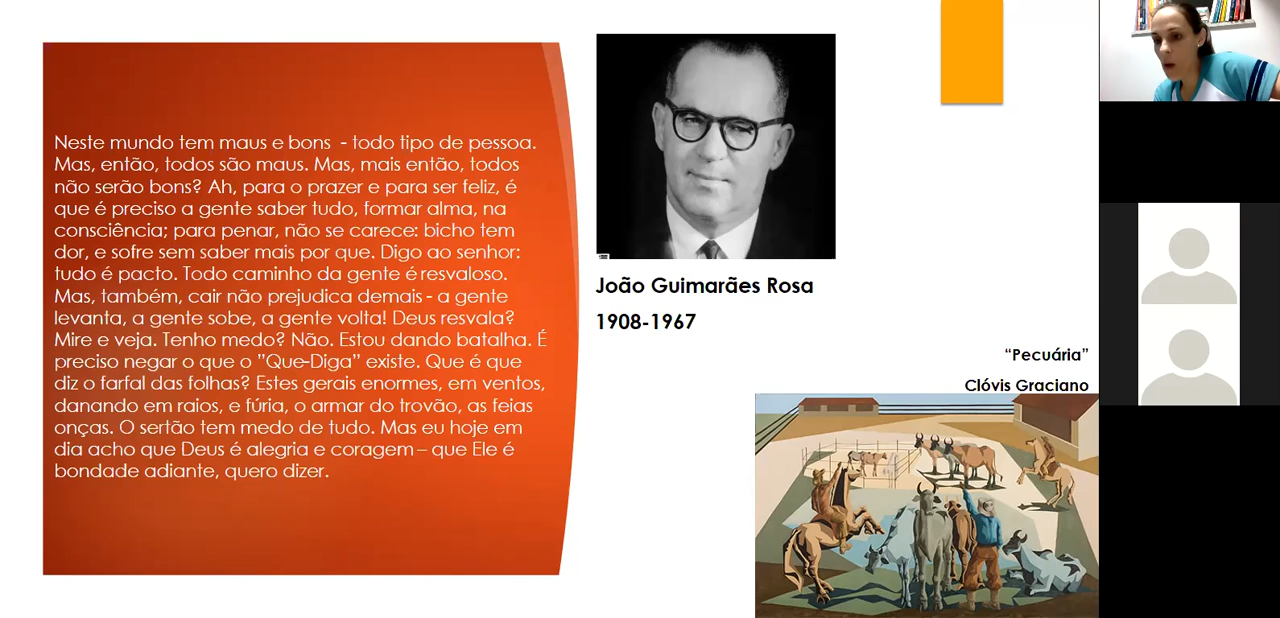 Neste mundo tem maus e bons - todo tipo de pessoa.
Mas, então, todos são maus. Mas, mais então, todos
não serão bons? Ah, para o prazer e para ser feliz, é
que é preciso a gente saber tudo, formar alma, na
consciência; para penar, não se carece: bicho tem
dor, e sofre sem saber mais por que. Digo ao senhor:
tudo é pacto. Todo caminho da gente é resvaloso.
Mas, também, cair não prejudica demais - a gente
levanta, a gente sobe, a gente volta! Deus resvala?
Mire e veja. Tenho medo? Não. Estou dando batalha. É
preciso negar o que o "Que-Diga" existe. Que é que
diz o farfal das folhas? Estes gerais enormes, em ventos,
danando em raios, e fúria, o armar do trovão, as feias
onças. O sertão tem medo de tudo. Mas eu hoje em
dia acho que Deus é alegria e coragem – que Ele é
bondade adiante, quero dizer.
João Guimarães Rosa
1908-1967
“Pecuária”
Clóvis Graciano